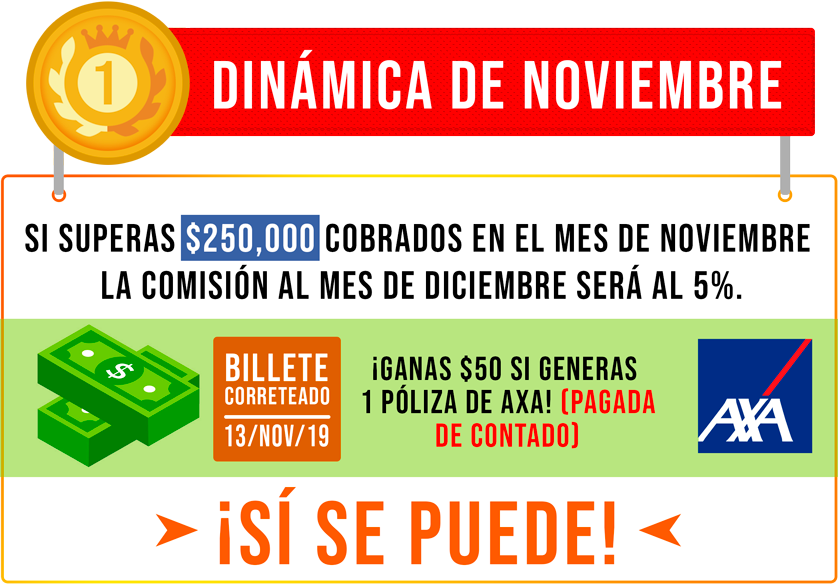 1
DINÁMICA DE NOVIEMBRE
SI SUPERAS $250,000 COBRADOS EN EL MES DE NOVIEMBRE
LA COMISIÓN AL MES DE DICIEMBRE SERÁ AL 5%.
$
BILLETE
CORRETEADO
13/NOV/19
¡GANAS $50 SI GENERAS
1 PÓLIZA DE AXA! (PAGADA
DE CONTADO)
AXA
¡SÍ SE PUEDE!